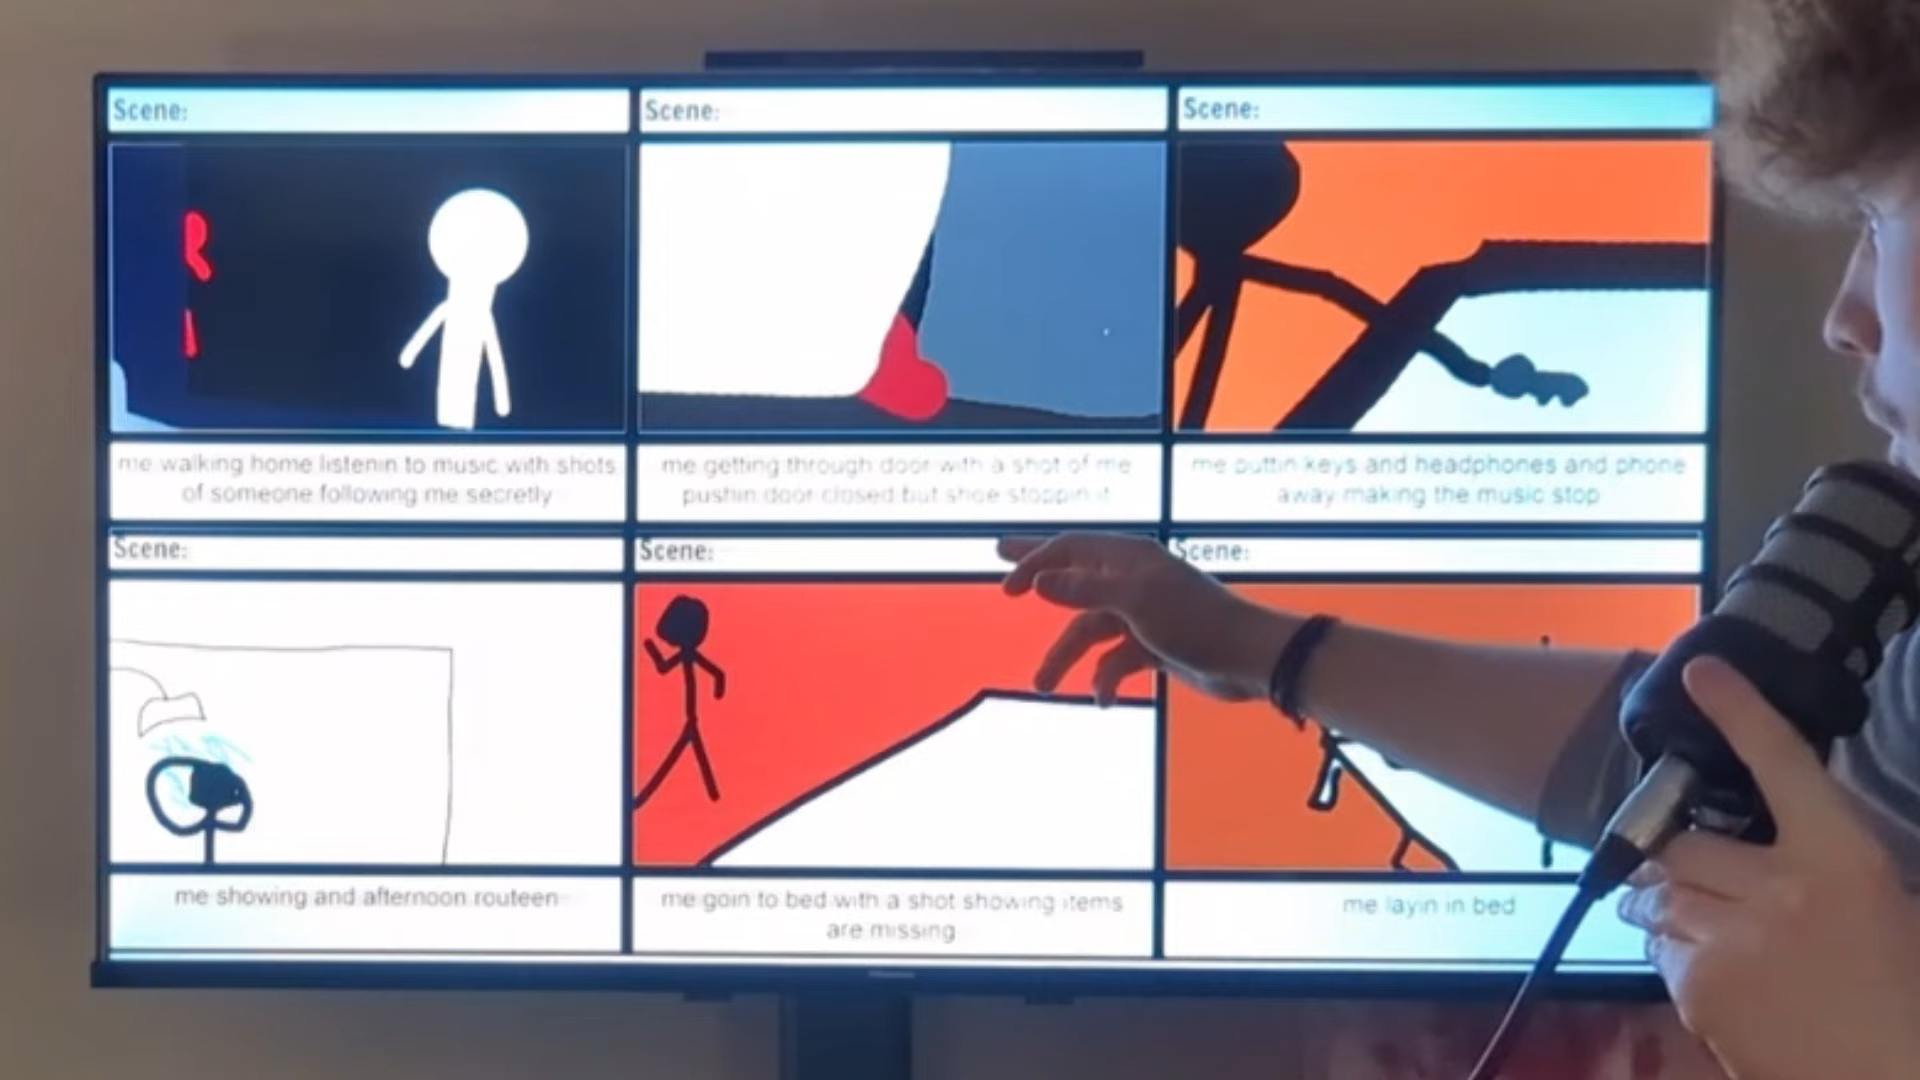 Scene:
Scene:
Scene:
me walking home listenin to music with shots
of someone following me secretly
me getting through door with a shot of me
pushin door closed but shoe stoppin it
me puttin keys and headphones and phone
away making the music stop
Scene:
Scene:
Scene:
me showing and afternoon routeen
me goin to bed with a shot showing items
are missing
me layin in bed